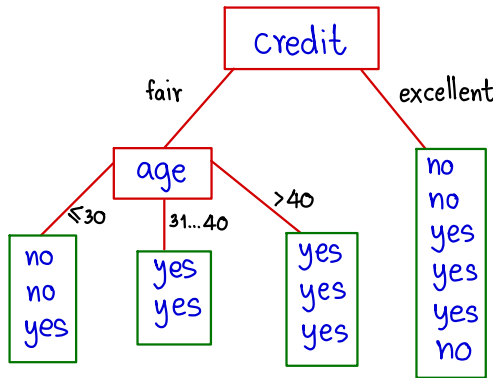 credit
fair
excellent
age
≤30
31...40
>40
no
no
yes
yes
yes
yes
yes
yes
no
no
yes
yes
yes
no